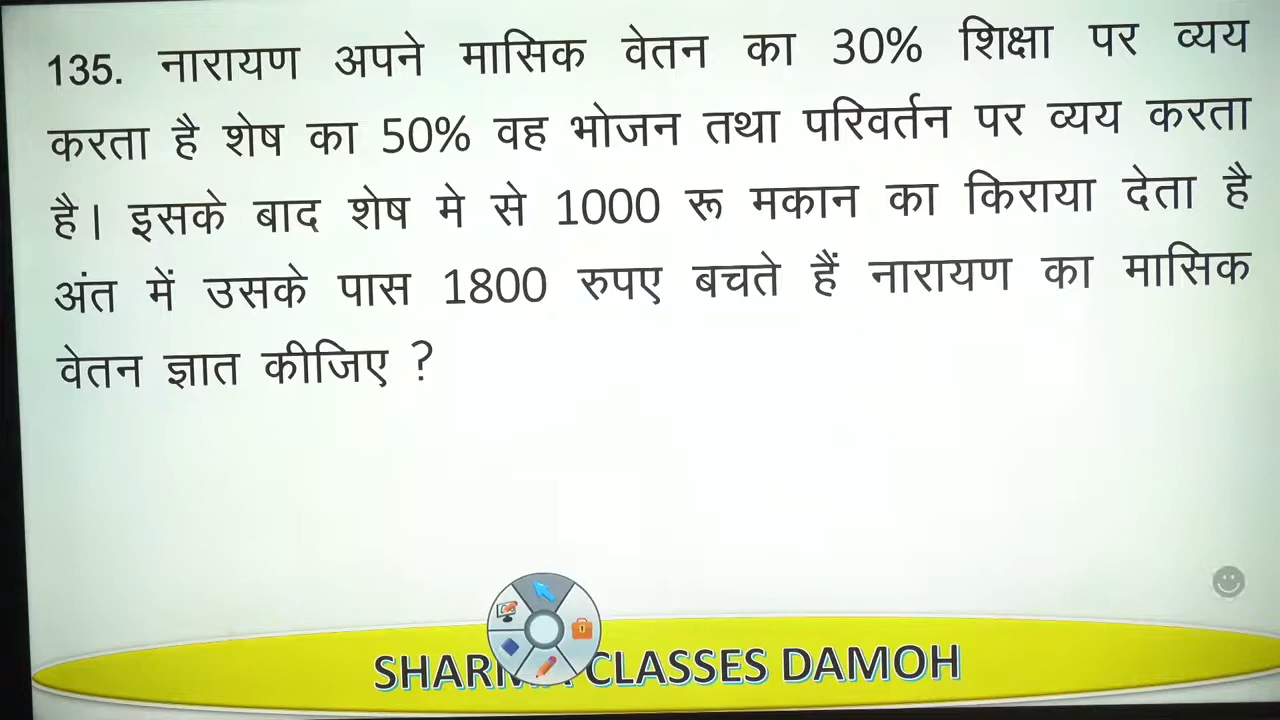 135. नारायण अपने मासिक वेतन का 30% शिक्षा पर व्यय
करता है शेष का 50% वह भोजन तथा परिवर्तन पर व्यय करता
है। इसके बाद शेष मे से 1000 रू मकान का किराया देता है
अंत में उसके पास 1800 रुपए बचते हैं नारायण का मासिक
वेतन ज्ञात कीजिए ?
SHARMA CLASSES DAMOH